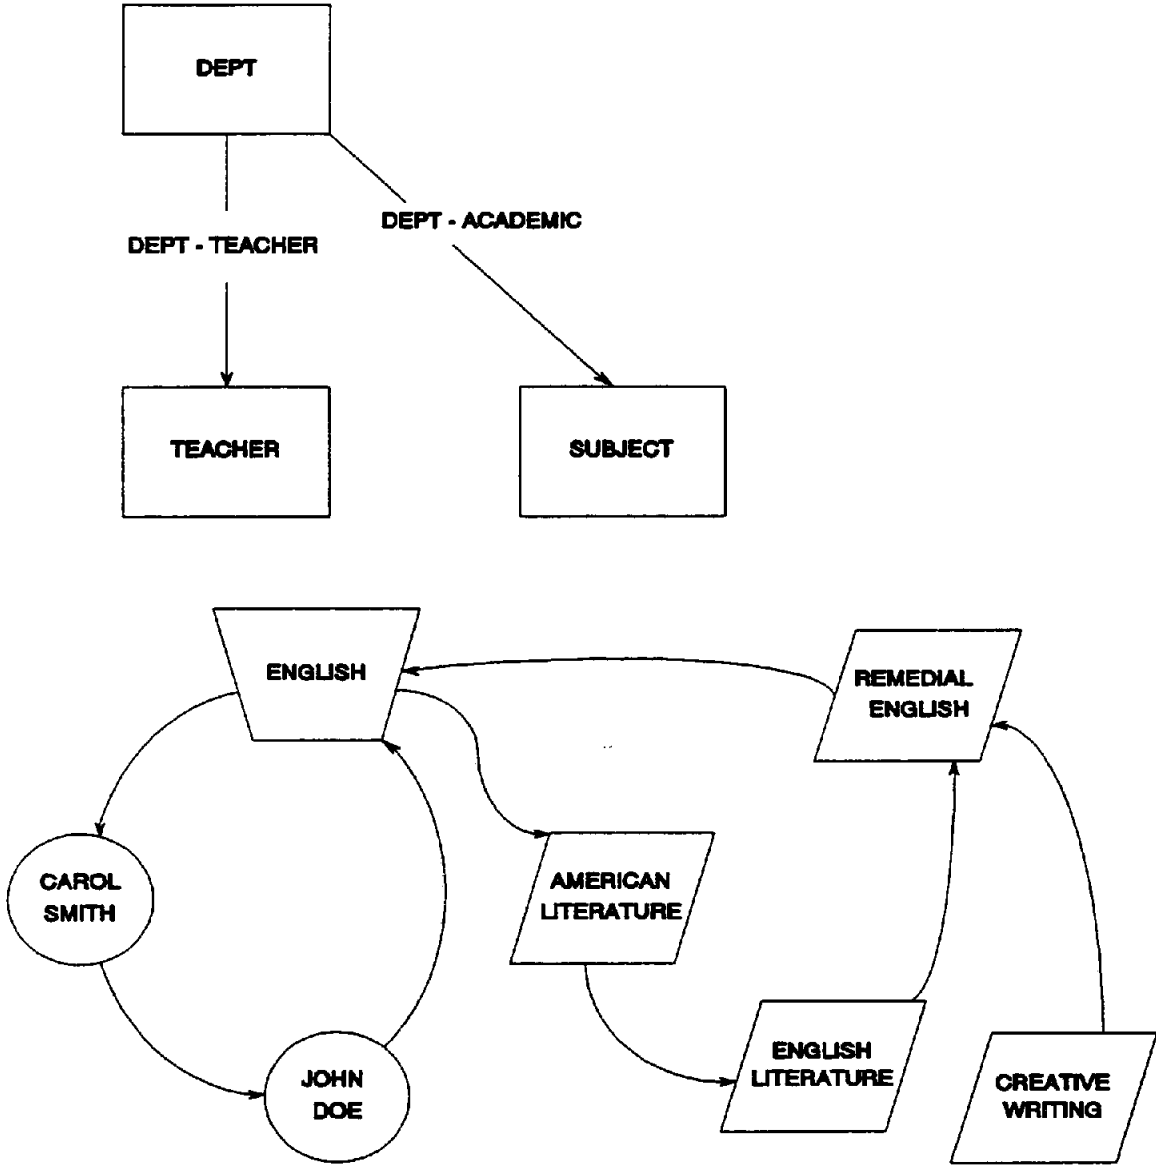 DEPT
DEPT - ACADEMIC
DEPT - TEACHER
TEACHER
SUBJECT
ENGLISH
REMEDIAL
ENGLISH
CAROL
SMITH
AMERICAN
LITERATURE
JOHN
DOE
ENGLISH
LITERATURE
CREATIVE
WRITING